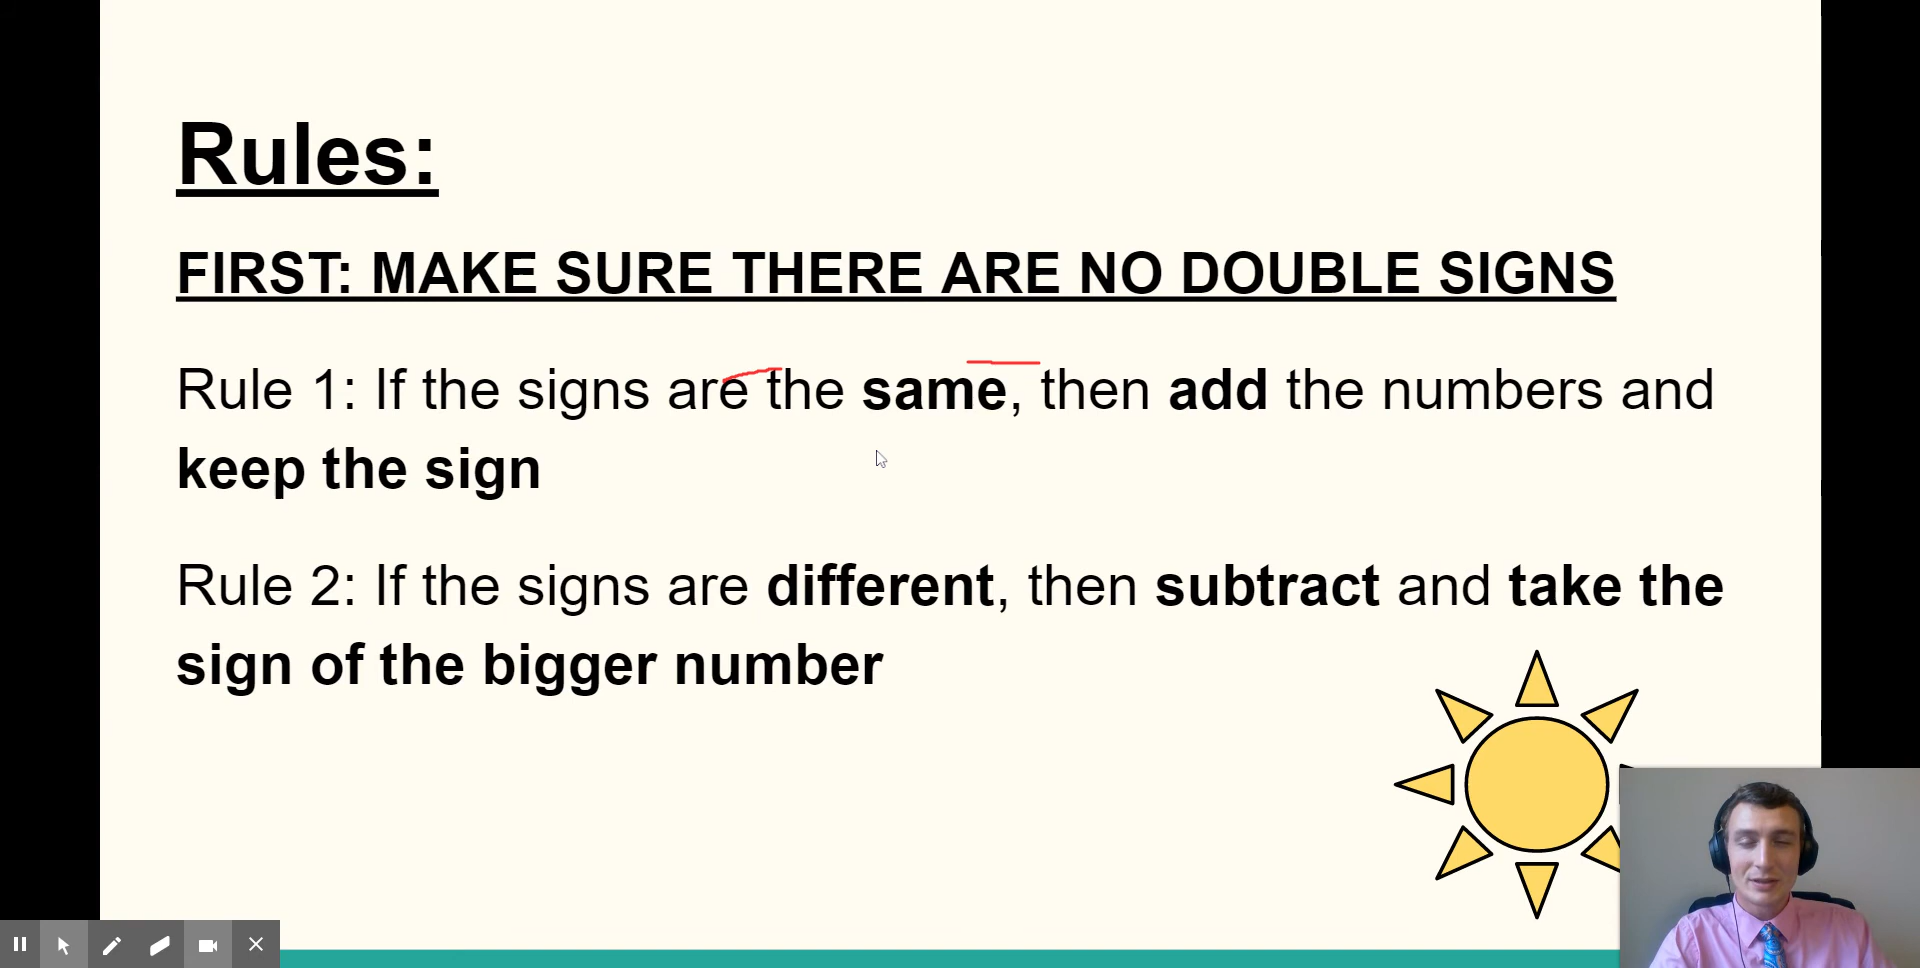 Rules:
FIRST: MAKE SURE THERE ARE NO DOUBLE SIGNS
Rule 1: If the signs are the same, then add the numbers and
keep the sign
Rule 2: If the signs are different, then subtract and take the
sign of the bigger number